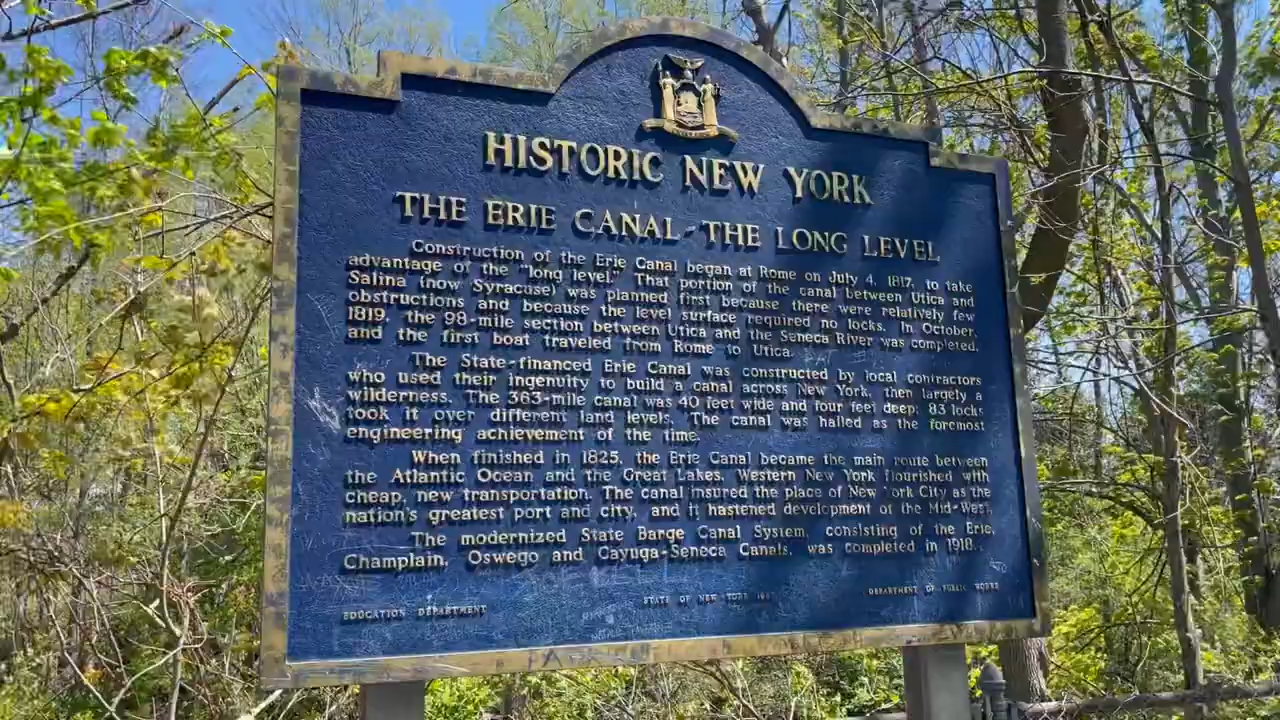 HISTORIC NEW YORK
THE ERIE CANAL-THE LONG LEVEL
Construction of the Erie Canal began at Rome on July 4, 1817, to take
advantage of the "long level." That portion of the canal between Utica and
Salina (now Syracuse) was planned first because there were relatively few
obstructions and because the level surface required no locks. In October,
1819, the 98-mile section between Utica and the Seneca River was completed,
and the first boat traveled from Rome to Utica.
The State-financed Erie Canal was constructed by local contractors
who used their ingenuity to build a canal across New York, then largely a
wilderness. The 363-mile canal was 40 feet wide and four feet deep; 83 locks
took it over different land levels. The canal was hailed as the foremost
engineering achievement of the time.
When finished in 1825, the Erie Canal became the main route between
the Atlantic Ocean and the Great Lakes. Western New York flourished with
cheap, new transportation. The canal insured the place of New ork City as the
nation's greatest port and city, and it hastened development of the Mid-West.
The modernized State Barge Canal System, consisting of the Erie,
Champlain, Oswego and Cayuga-Seneca Canals, was completed in 1918.
EDUCATION DEPARTMENT
STATE OF NEW YORK
DEPARTMENT OF PUBLIC WORKS